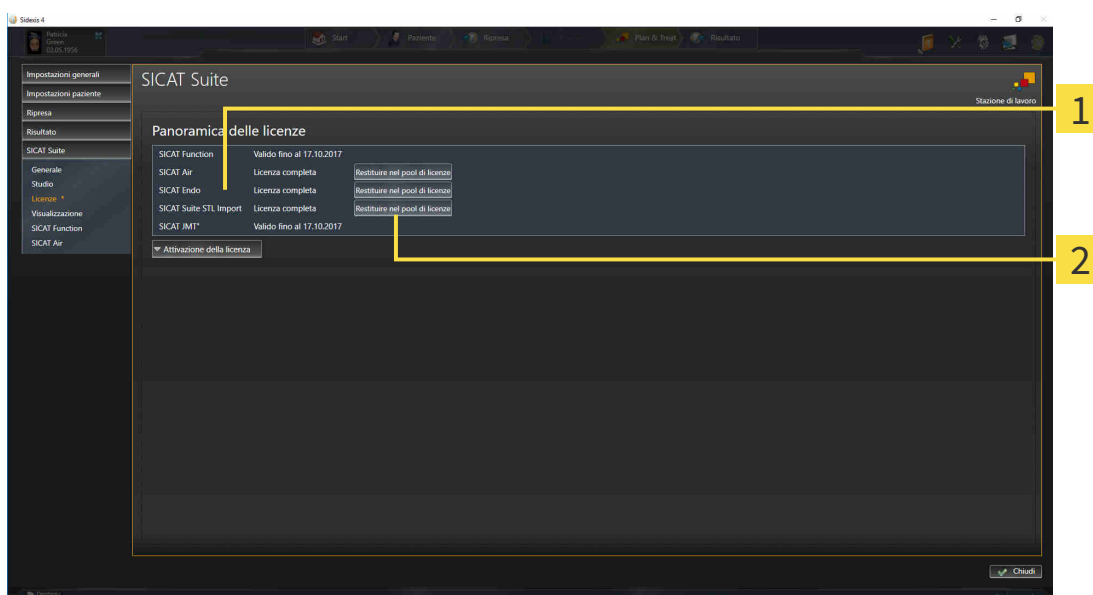 Sidexis 4
Patricia
Green
02.05.1956
Start
Paziente
Ripresa
Plan & Treat
Risultato
Impostazioni generali
Impostazioni paziente
Ripresa
Risultato
SICAT Suite
Generale
Studio
Licenze *
Visualizzazione
SICAT Function
SICAT Air
SICAT Suite
Stazione di lavoro
Panoramica delle licenze
SICAT Function Valido fino al 17.10.2017
SICAT Air Licenza completa Restituire nel pool di licenze
SICAT Endo Licenza completa Restituire nel pool di licenze
SICAT Suite STL Import Licenza completa Restituire nel pool di licenze
SICAT JMT⁺ Valido fino al 17.10.2017
Attivazione della licenza
Chiudi
1
2